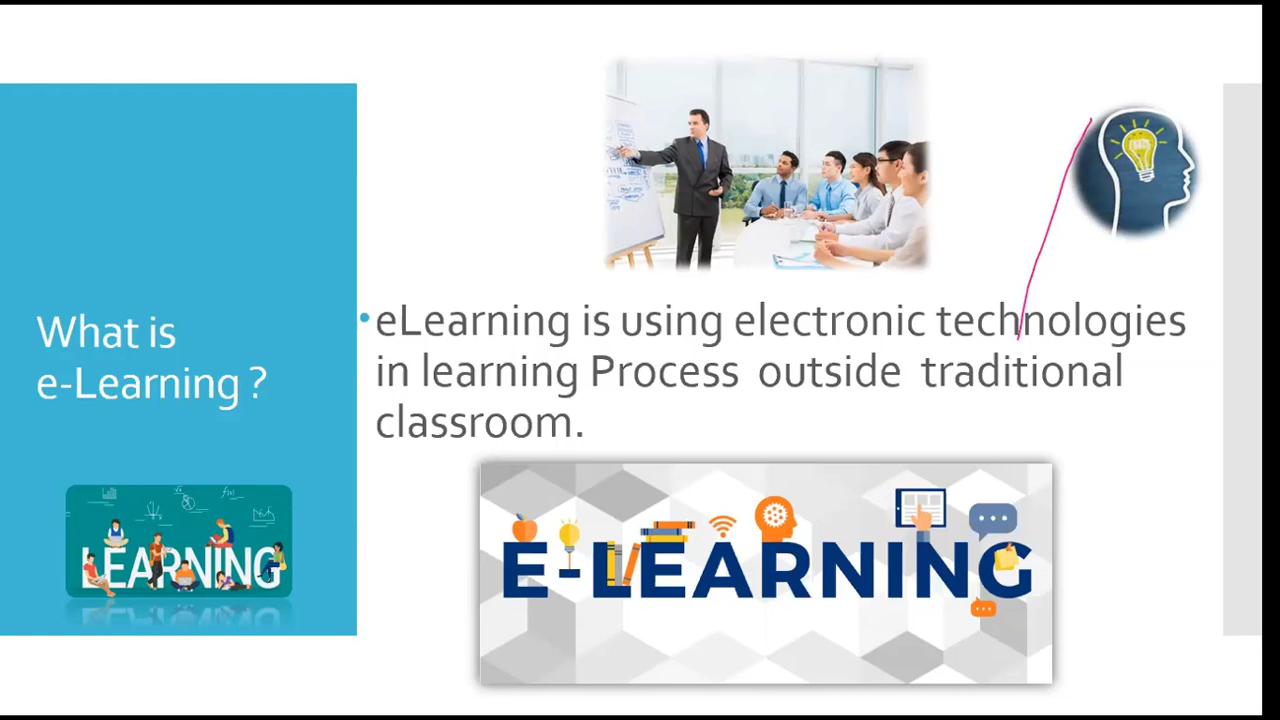 What is
e-Learning ?
LEARNING
eLearning is using electronic technologies
in learning Process outside traditional
classroom.
E-LEARNING